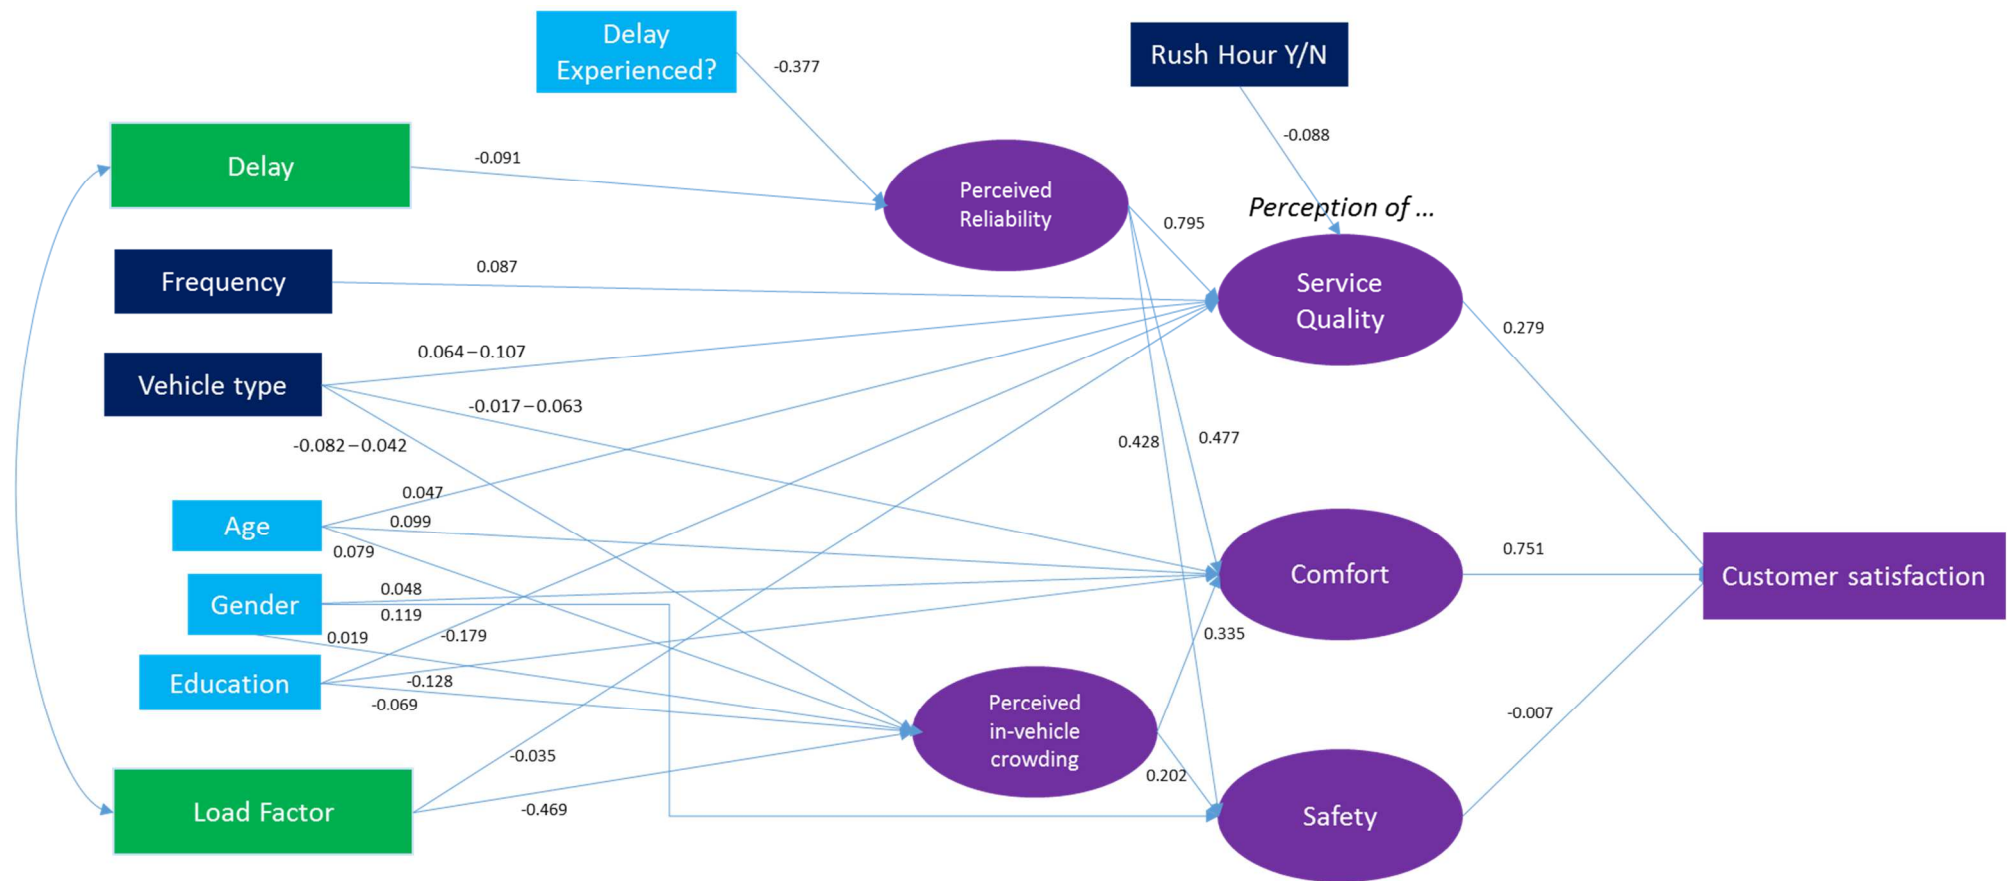 Delay
Experienced?
Rush Hour Y/N
-0.377
-0.088
Delay
-0.091
Perceived
Reliability
Perception of ...
0.795
Frequency
0.087
Service
Quality
0.279
Vehicle type
0.064–0.107
-0.017–0.063
-0.082–0.042
0.428
0.477
Age
0.047
0.099
0.079
Comfort
0.751
Customer satisfaction
Gender
0.048
0.119
0.019
-0.179
0.335
Education
-0.128
-0.069
Perceived
in-vehicle
crowding
-0.007
-0.035
0.202
Load Factor
-0.469
Safety